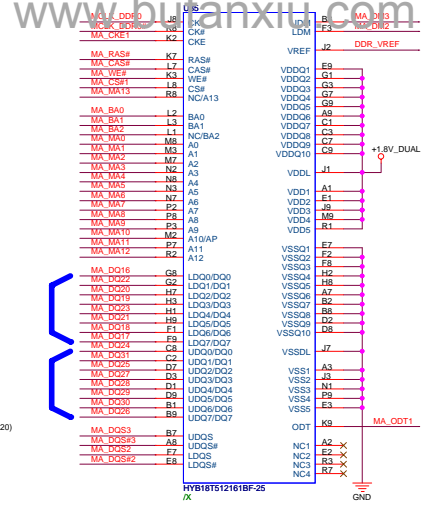 www.bufanxiu.com
U35
MCLK_DDR0 J8 CK
K8 CK#
MA_CKE1 K2 CKE
MA_RAS# K7 RAS#
MA_CAS# L7 CAS#
MA_WE# K3 WE#
MA_CS#1 L8 CS#
MA_MA13 R8 NC/A13
MA_BA0 L2 BA0
MA_BA1 L3 BA1
MA_BA2 L1 NC/BA2
MA_MA0 M8 A0
MA_MA1 M3 A1
MA_MA2 M7 A2
MA_MA3 N2 A3
MA_MA4 N8 A4
MA_MA5 N3 A5
MA_MA6 N7 A6
MA_MA7 P2 A7
MA_MA8 P8 A8
MA_MA9 P3 A9
MA_MA10 M2 A10/AP
MA_MA11 P7 A11
MA_MA12 R2 A12
MA_DQ16 G8 LDQ0/DQ0
MA_DQ22 G2 LDQ1/DQ1
MA_DQ20 H7 LDQ2/DQ2
MA_DQ19 H3 LDQ3/DQ3
MA_DQ23 H1 LDQ4/DQ4
MA_DQ21 H9 LDQ5/DQ5
MA_DQ18 F1 LDQ6/DQ6
MA_DQ17 F9 LDQ7/DQ7
MA_DQ24 C8 UDQ0/DQ0
MA_DQ31 C2 UDQ1/DQ1
MA_DQ25 D7 UDQ2/DQ2
MA_DQ27 D3 UDQ3/DQ3
MA_DQ28 D1 UDQ4/DQ4
MA_DQ29 D9 UDQ5/DQ5
MA_DQ30 B1 UDQ6/DQ6
MA_DQ26 B9 UDQ7/DQ7
20)
MA_DQS3 B7 UDQS
MA_DQS#3 A8 UDQS#
MA_DQS2 F7 LDQS
MA_DQS#2 E8 LDQS#
UDM MA_DM3
LDM F3 MA_DM2
VREF J2 DDR_VREF
VDDQ1 E9
VDDQ2 G1
VDDQ3 G3
VDDQ4 G7
VDDQ5 G9
VDDQ6 A9
VDDQ7 C1
VDDQ8 C3
VDDQ9 C7
VDDQ10 C9
+1.8V_DUAL
VDDL J1
VDD1 A1
VDD2 E1
VDD3 J9
VDD4 M9
VDD5 R1
VSSQ1 E7
VSSQ2 F2
VSSQ3 F8
VSSQ4 H2
VSSQ5 H8
VSSQ6 A7
VSSQ7 B2
VSSQ8 B8
VSSQ9 D2
VSSQ10 D8
VSSDL J7
VSS1 A3
VSS2 J3
VSS3 N1
VSS4 P9
VSS5 E3
ODT K9 MA_ODT1
NC1 A2
NC2 E2
NC3 R3
NC4 R7
GND
HYB18T512161BF-25
/X